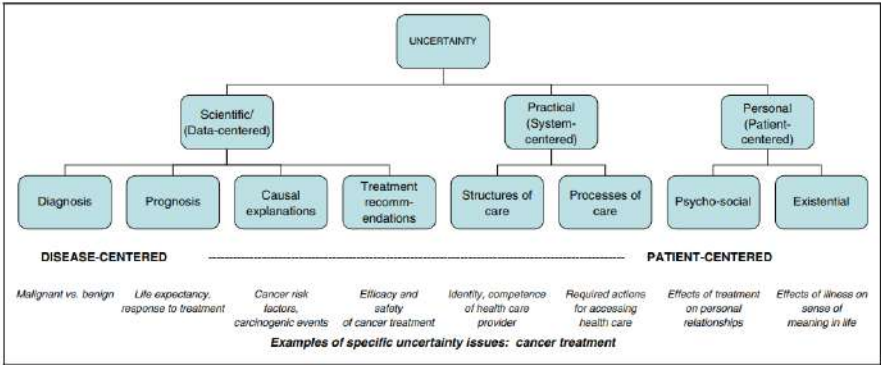 UNCERTAINTY
Scientific/
(Data-centered)
Practical
(System-
centered)
Personal
(Patient-
centered)
Diagnosis
Prognosis
Causal
explanations
Treatment
recomm-
endations
Structures of
care
Processes of
care
Psycho-social
Existential
DISEASE-CENTERED
PATIENT-CENTERED
Malignant vs. benign
Life expectancy,
response to treatment
Cancer risk
factors,
carcinogenic events
Efficacy and
safety
of cancer treatment
Identity, competence
of health care
provider
Required actions
for accessing
health care
Effects of treatment
on personal
relationships
Effects of illness on
sense of
meaning in life
Examples of specific uncertainty issues: cancer treatment